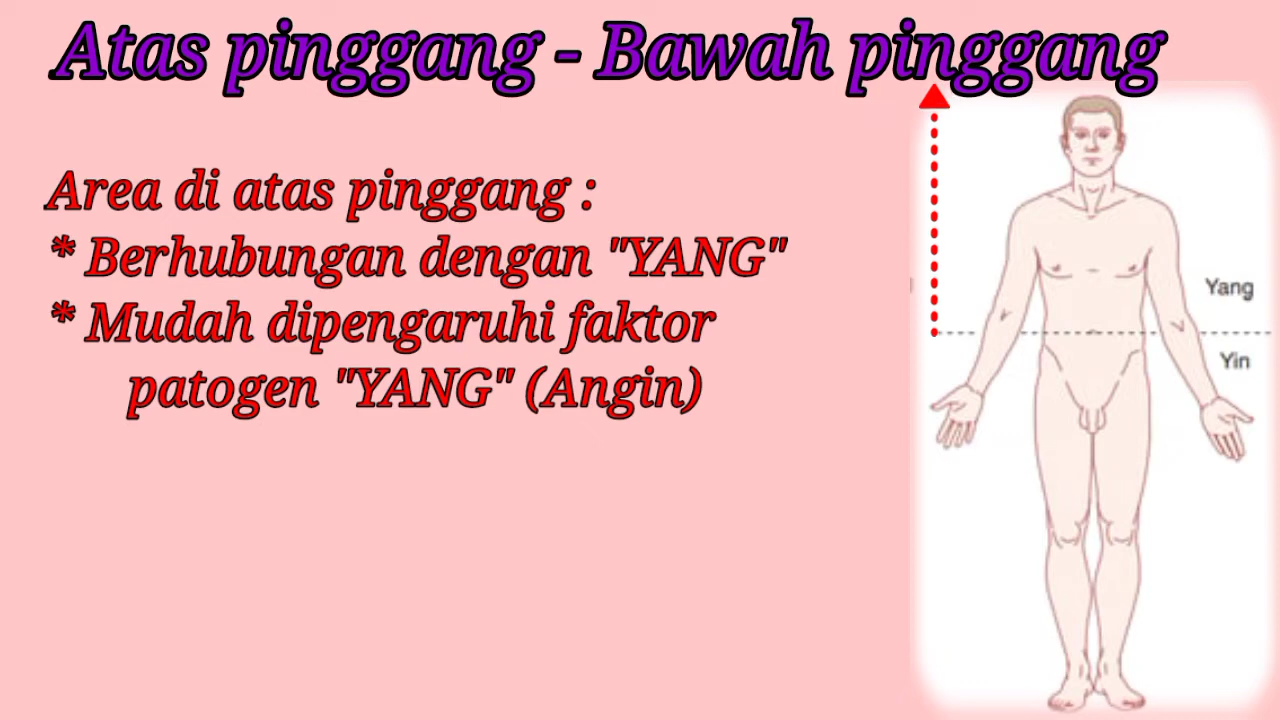 Atas pinggang - Bawah pinggang
Area di atas pinggang :
* Berhubungan dengan "YANG"
* Mudah dipengaruhi faktor
patogen "YANG" (Angin)
Yang
Yin